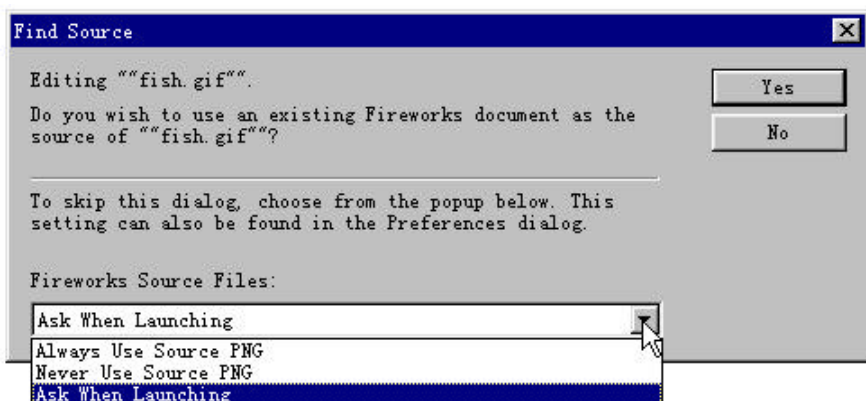 Find Source
Editing ""fish.gif"".
Yes
Do you wish to use an existing Fireworks document as the
source of ""fish.gif""?
No
To skip this dialog, choose from the popup below. This
setting can also be found in the Preferences dialog.
Fireworks Source Files:
Ask When Launching
Always Use Source PNG
Never Use Source PNG
Ask When Launching